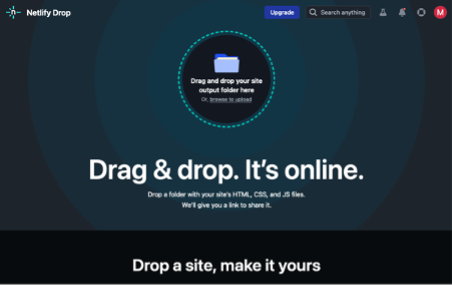 Netlify Drop
Upgrade
Search anything
M
Drag and drop your site
output folder here
Or, browse to upload
Drag & drop. It’s online.
Drop a folder with your site's HTML, CSS, and JS files.
We'll give you a link to share it.
Drop a site, make it yours